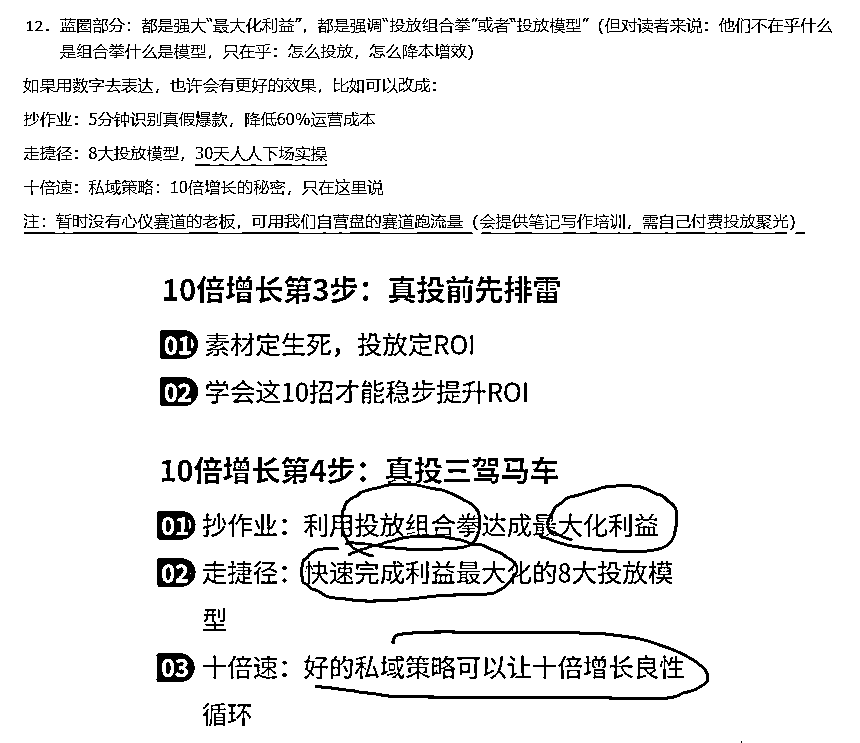 12. 蓝圈部分：都是强大“最大化利益”，都是强调“投放组合拳”或者“投放模型”（但对读者来说：他们不在乎什么
是组合拳什么是模型，只在乎：怎么投放，怎么降本增效）
如果用数字去表达，也许会有更好的效果，比如可以改成：
抄作业：5分钟识别真假爆款，降低60%运营成本
走捷径：8大投放模型，30天人人下场实操
十倍速：私域策略：10倍增长的秘密，只在这里说
注：暂时没有心仪赛道的老板，可用我们自营盘的赛道跑流量（会提供笔记写作培训，需自己付费投放聚光）
10倍增长第3步：真投前先排雷
01 素材定生死，投放定ROI
02 学会这10招才能稳步提升ROI
10倍增长第4步：真投三驾马车
01 抄作业：利用投放组合拳达成最大化利益
02 走捷径：快速完成利益最大化的8大投放模
型
03 十倍速：好的私域策略可以让十倍增长良性
循环